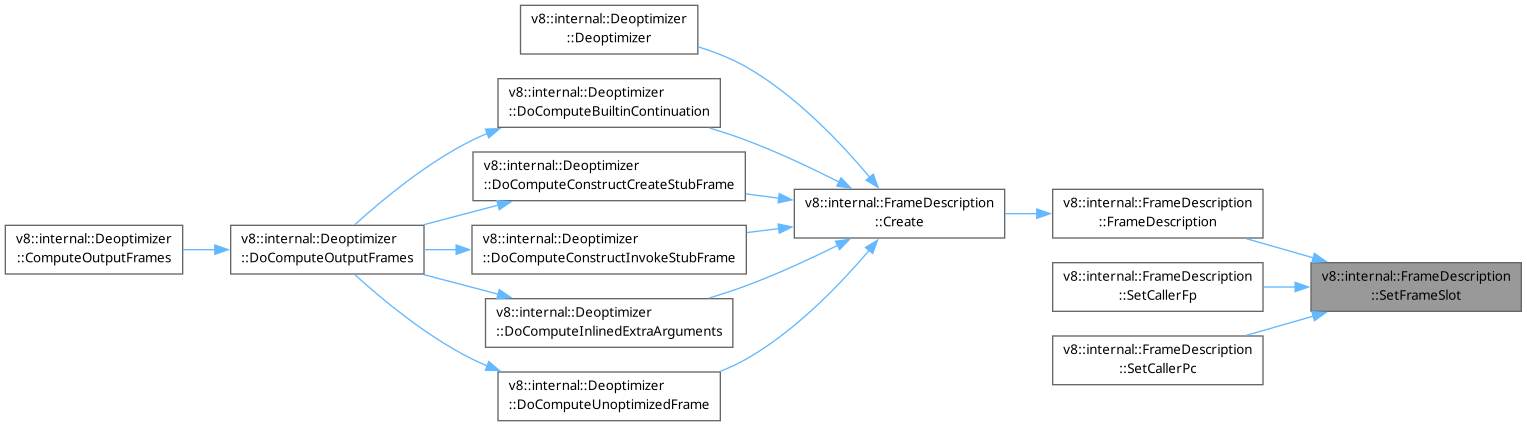 v8::internal::Deoptimizer
::Deoptimizer
v8::internal::Deoptimizer
::DoComputeBuiltinContinuation
v8::internal::Deoptimizer
::DoComputeConstructCreateStubFrame
v8::internal::FrameDescription
::Create
v8::internal::FrameDescription
::FrameDescription
v8::internal::Deoptimizer
::ComputeOutputFrames
v8::internal::Deoptimizer
::DoComputeOutputFrames
v8::internal::Deoptimizer
::DoComputeConstructInvokeStubFrame
v8::internal::FrameDescription
::SetCallerFp
v8::internal::FrameDescription
::SetFrameSlot
v8::internal::Deoptimizer
::DoComputeInlinedExtraArguments
v8::internal::FrameDescription
::SetCallerPc
v8::internal::Deoptimizer
::DoComputeUnoptimizedFrame